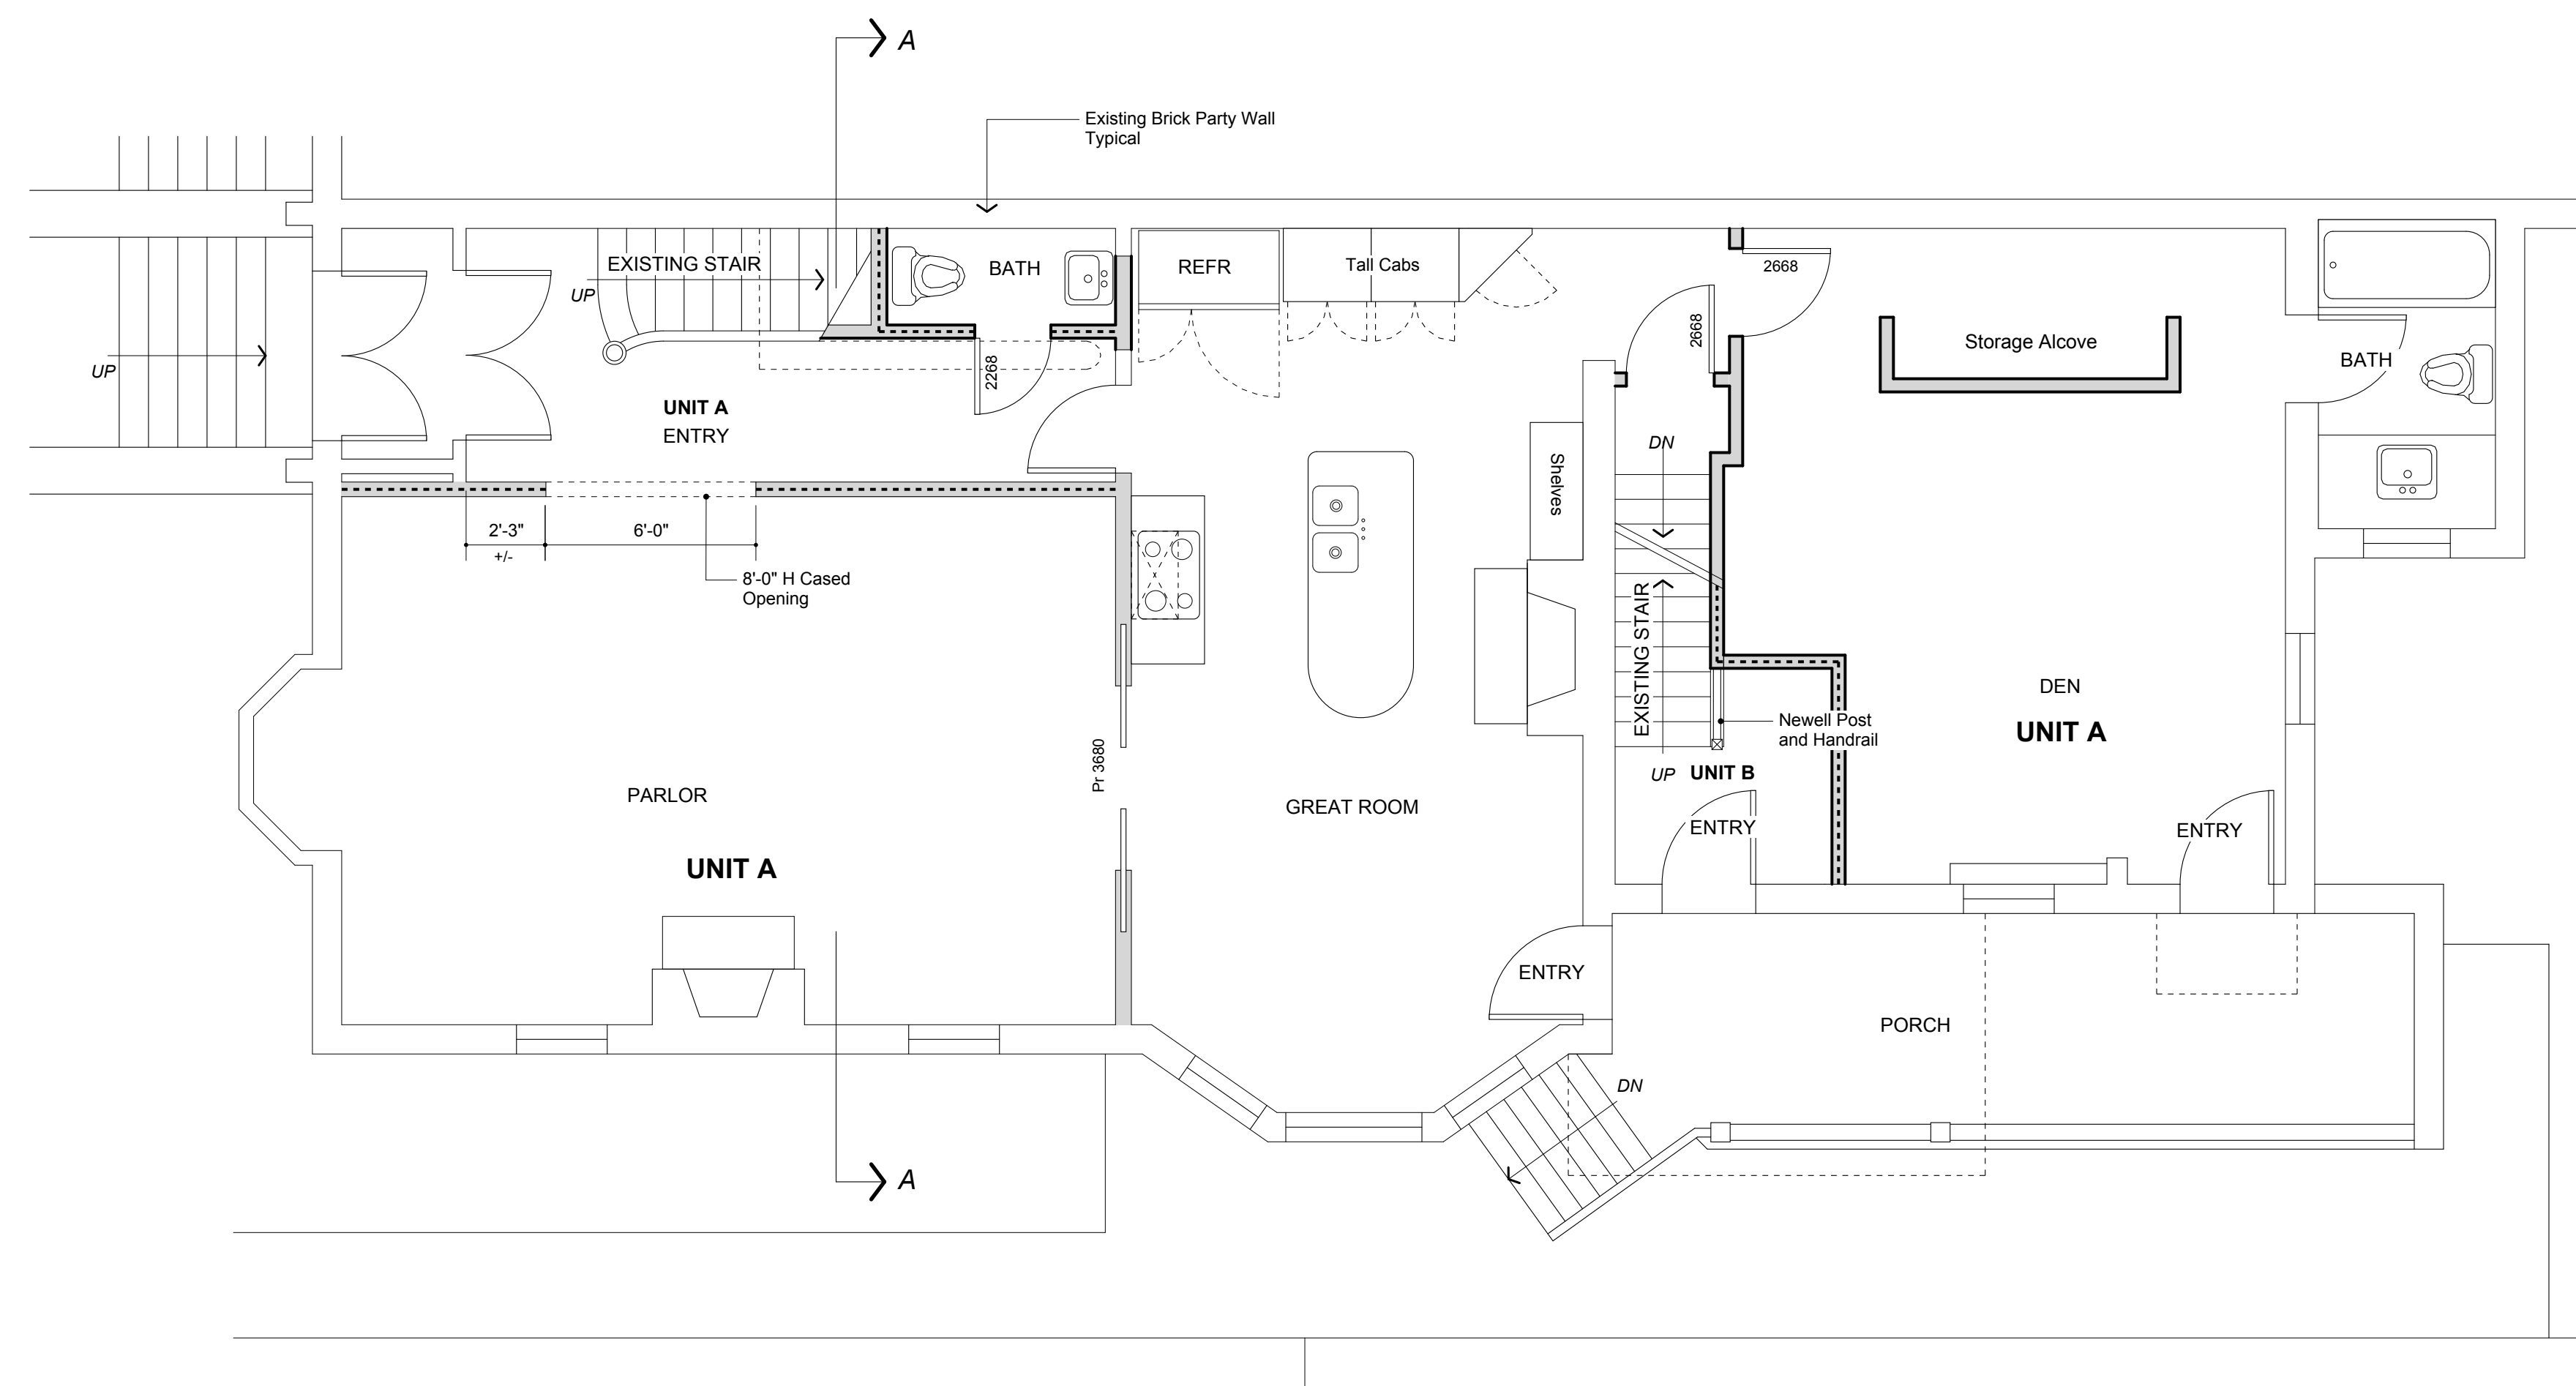 A
Existing Brick Party Wall
Typical
EXISTING STAIR
UP
BATH
REFR
Tall Cabs
2668
2668
Storage Alcove
BATH
UP
2268
UNIT A
ENTRY
DN
Shelves
2'-3"
+/-
6'-0"
8'-0" H Cased
Opening
EXISTING STAIR
DEN
UNIT A
Newell Post
and Handrail
Pr 3680
UP
UNIT B
PARLOR
GREAT ROOM
ENTRY
ENTRY
UNIT A
ENTRY
PORCH
DN
A